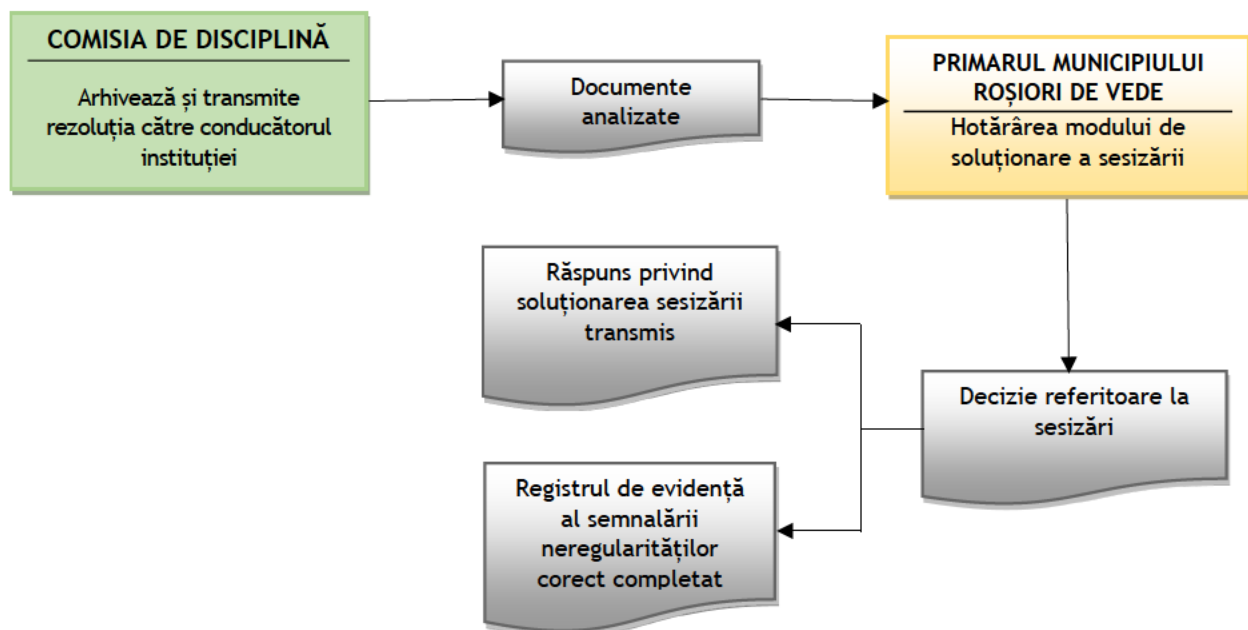 COMISIA DE DISCIPLINĂ
Arhivează și transmite
rezoluția către conducătorul
instituției
Documente
analizate
PRIMARUL MUNICIPIULUI
ROȘIORI DE VEDE
Hotărârea modului de
soluționare a sesizării
Răspuns privind
soluționarea sesizării
transmis
Decizie referitoare la
sesizări
Registrul de evidență
al semnalării
neregularităților
corect completat